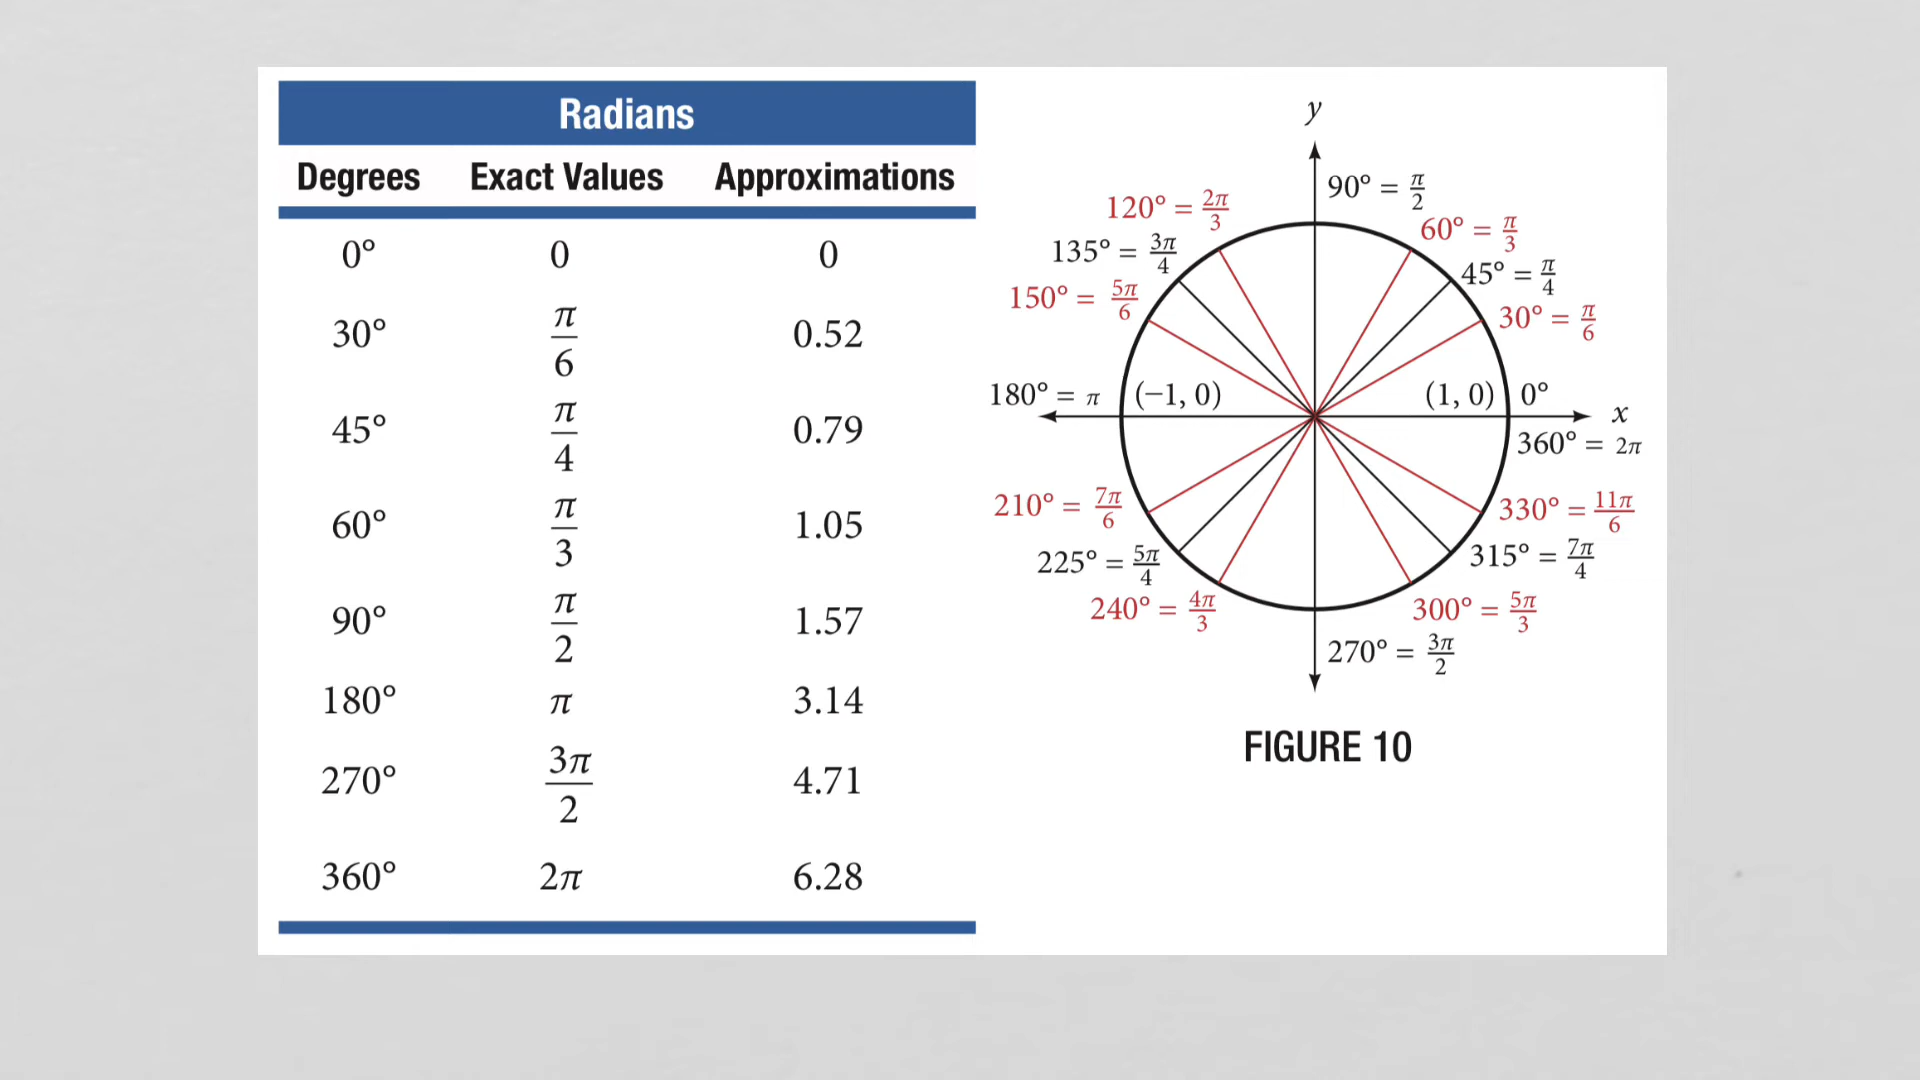 Radians
Degrees Exact Values Approximations
0° 0 0
30° π/6 0.52
45° π/4 0.79
60° π/3 1.05
90° π/2 1.57
180° π 3.14
270° 3π/2 4.71
360° 2π 6.28
y
90° = π/2
120° = 2π/3
60° = π/3
135° = 3π/4
45° = π/4
150° = 5π/6
30° = π/6
180° = π (−1, 0) (1, 0) 0°
x
360° = 2π
210° = 7π/6
330° = 11π/6
225° = 5π/4
315° = 7π/4
240° = 4π/3
300° = 5π/3
270° = 3π/2
FIGURE 10